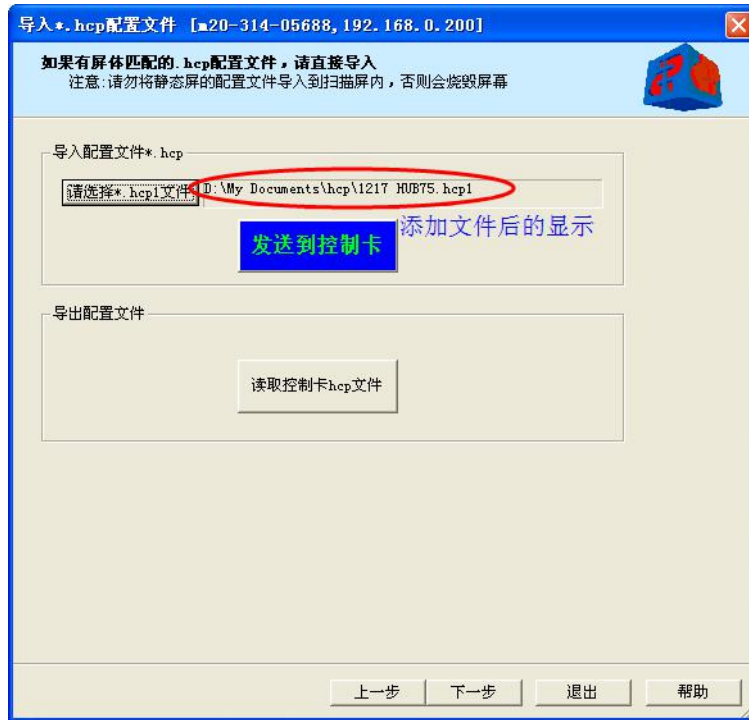 导入*.hcp配置文件 [m20-314-05688,192.168.0.200]
如果有屏体匹配的.hcp配置文件，请直接导入
注意:请勿将静态屏的配置文件导入到扫描屏内，否则会烧毁屏幕
导入配置文件*.hcp
请选择*.hcp1文件 D:\My Documents\hcp\1217 HUB75.hcp1
发送到控制卡 添加文件后的显示
导出配置文件
读取控制卡hcp文件
上一步 下一步 退出 帮助